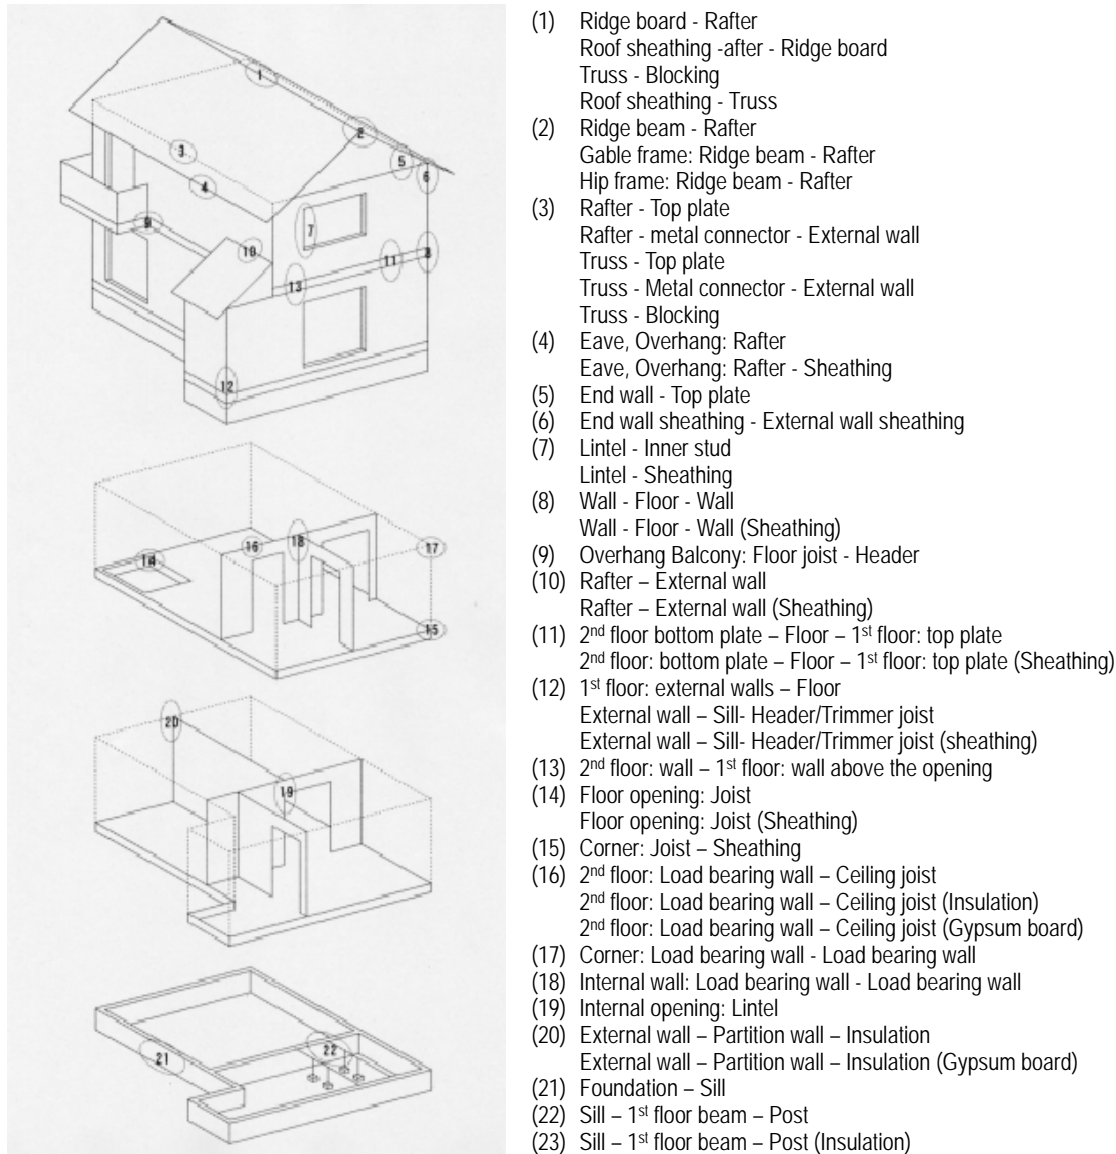 (1) Ridge board - Rafter
Roof sheathing -after - Ridge board
Truss - Blocking
Roof sheathing - Truss
(2) Ridge beam - Rafter
Gable frame: Ridge beam - Rafter
Hip frame: Ridge beam - Rafter
(3) Rafter - Top plate
Rafter - metal connector - External wall
Truss - Top plate
Truss - Metal connector - External wall
Truss - Blocking
(4) Eave, Overhang: Rafter
Eave, Overhang: Rafter - Sheathing
(5) End wall - Top plate
(6) End wall sheathing - External wall sheathing
(7) Lintel - Inner stud
Lintel - Sheathing
(8) Wall - Floor - Wall
Wall - Floor - Wall (Sheathing)
(9) Overhang Balcony: Floor joist - Header
(10) Rafter – External wall
Rafter – External wall (Sheathing)
(11) 2nd floor bottom plate – Floor – 1st floor: top plate
2nd floor: bottom plate – Floor – 1st floor: top plate (Sheathing)
(12) 1st floor: external walls – Floor
External wall – Sill- Header/Trimmer joist
External wall – Sill- Header/Trimmer joist (sheathing)
(13) 2nd floor: wall – 1st floor: wall above the opening
(14) Floor opening: Joist
Floor opening: Joist (Sheathing)
(15) Corner: Joist – Sheathing
(16) 2nd floor: Load bearing wall – Ceiling joist
2nd floor: Load bearing wall – Ceiling joist (Insulation)
2nd floor: Load bearing wall – Ceiling joist (Gypsum board)
(17) Corner: Load bearing wall - Load bearing wall
(18) Internal wall: Load bearing wall - Load bearing wall
(19) Internal opening: Lintel
(20) External wall – Partition wall – Insulation
External wall – Partition wall – Insulation (Gypsum board)
(21) Foundation – Sill
(22) Sill – 1st floor beam – Post
(23) Sill – 1st floor beam – Post (Insulation)
1
2
3
4
5
6
7
8
9
10
11
13
12
14
16
18
17
15
20
19
21
22